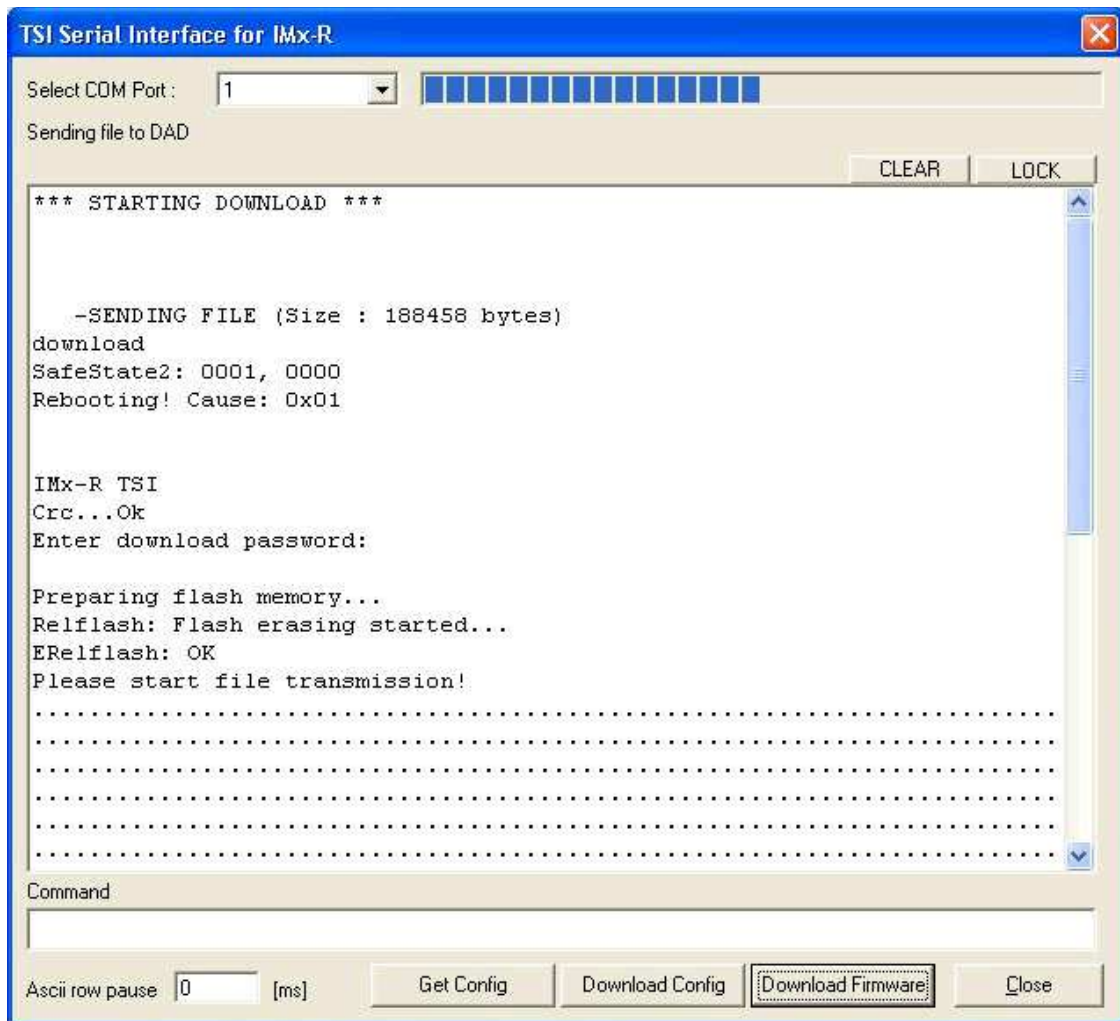 TSI Serial Interface for IMx-R
Select COM Port : 1
Sending file to DAD
CLEAR LOCK
*** STARTING DOWNLOAD ***
-SENDING FILE (Size : 188458 bytes)
download
SafeState2: 0001, 0000
Rebooting! Cause: 0x01
IMx-R TSI
Crc...Ok
Enter download password:
Preparing flash memory...
Relflash: Flash erasing started...
ERelflash: OK
Please start file transmission!
.........................................................................
.........................................................................
.........................................................................
.........................................................................
.........................................................................
.........................................................................
Command
Ascii row pause 0 [ms] Get Config Download Config Download Firmware Close